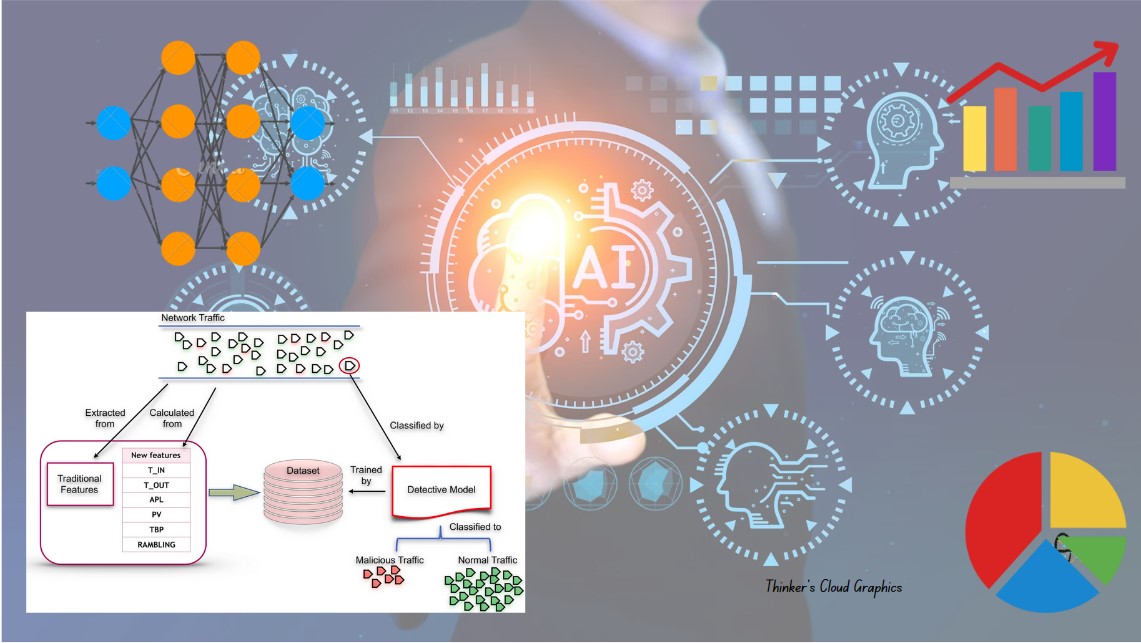 AI
Network Traffic
Extracted
from
Calculated
from
Classified by
New features
T_IN
T_OUT
APL
PV
TBP
RAMBLING
Traditional
Features
Dataset
Trained
by
Detective Model
Classified to
Malicious Traffic
Normal Traffic
Thinker's Cloud Graphics